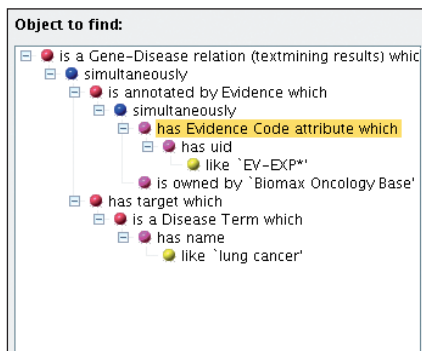 Object to find:
is a Gene-Disease relation (textmining results) whic
simultaneously
is annotated by Evidence which
simultaneously
has Evidence Code attribute which
has uid
like `EV-EXP*'
is owned by `Biomax Oncology Base'
has target which
is a Disease Term which
has name
like `lung cancer'